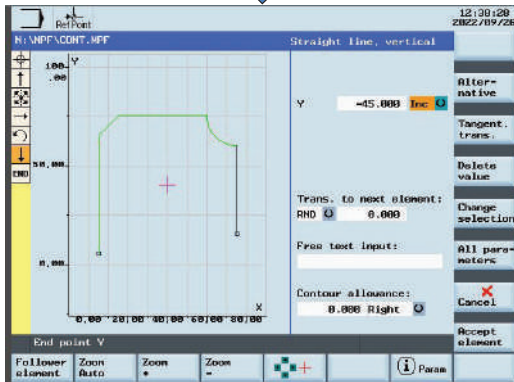 12:38:28
2022/09/26
RefPoint
N:\NPF\CONT.MPF
Straight line, vertical
Y
100
.00
50,00
0,00
END
0,00 20,00 40,00 60,00 80,00
X
Y -45.000 Inc
Trans. to next element:
RND 0.000
Free text input:
Contour allowance:
0.000 Right
Alter-
native
Tangent.
trans.
Delete
value
Change
selection
All para-
meters
Cancel
Accept
element
End point Y
Follower
element
Zoom
Auto
Zoom
+
Zoom
-
i Param